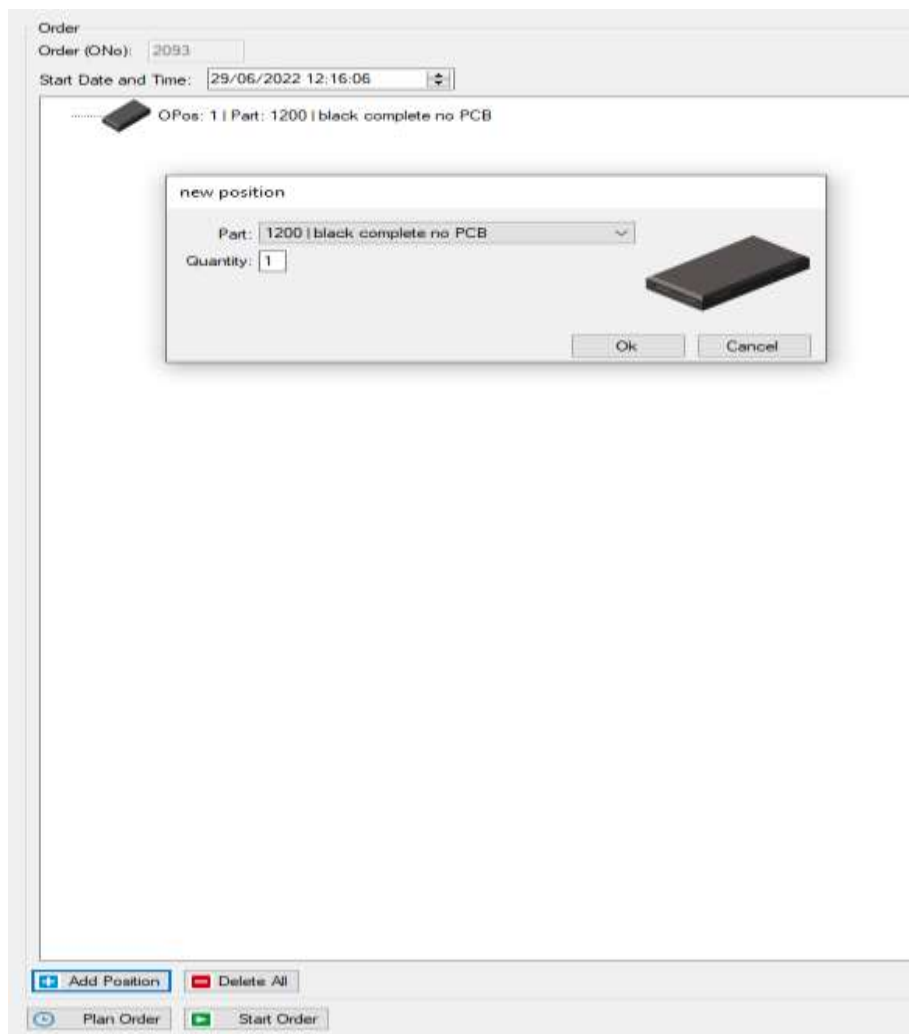 Order
Order (ONo): 2093
Start Date and Time: 29/06/2022 12:16:06
OPos: 1 | Part: 1200 | black complete no PCB
new position
Part: 1200 | black complete no PCB
Quantity: 1
Ok Cancel
Add Position Delete All
Plan Order Start Order